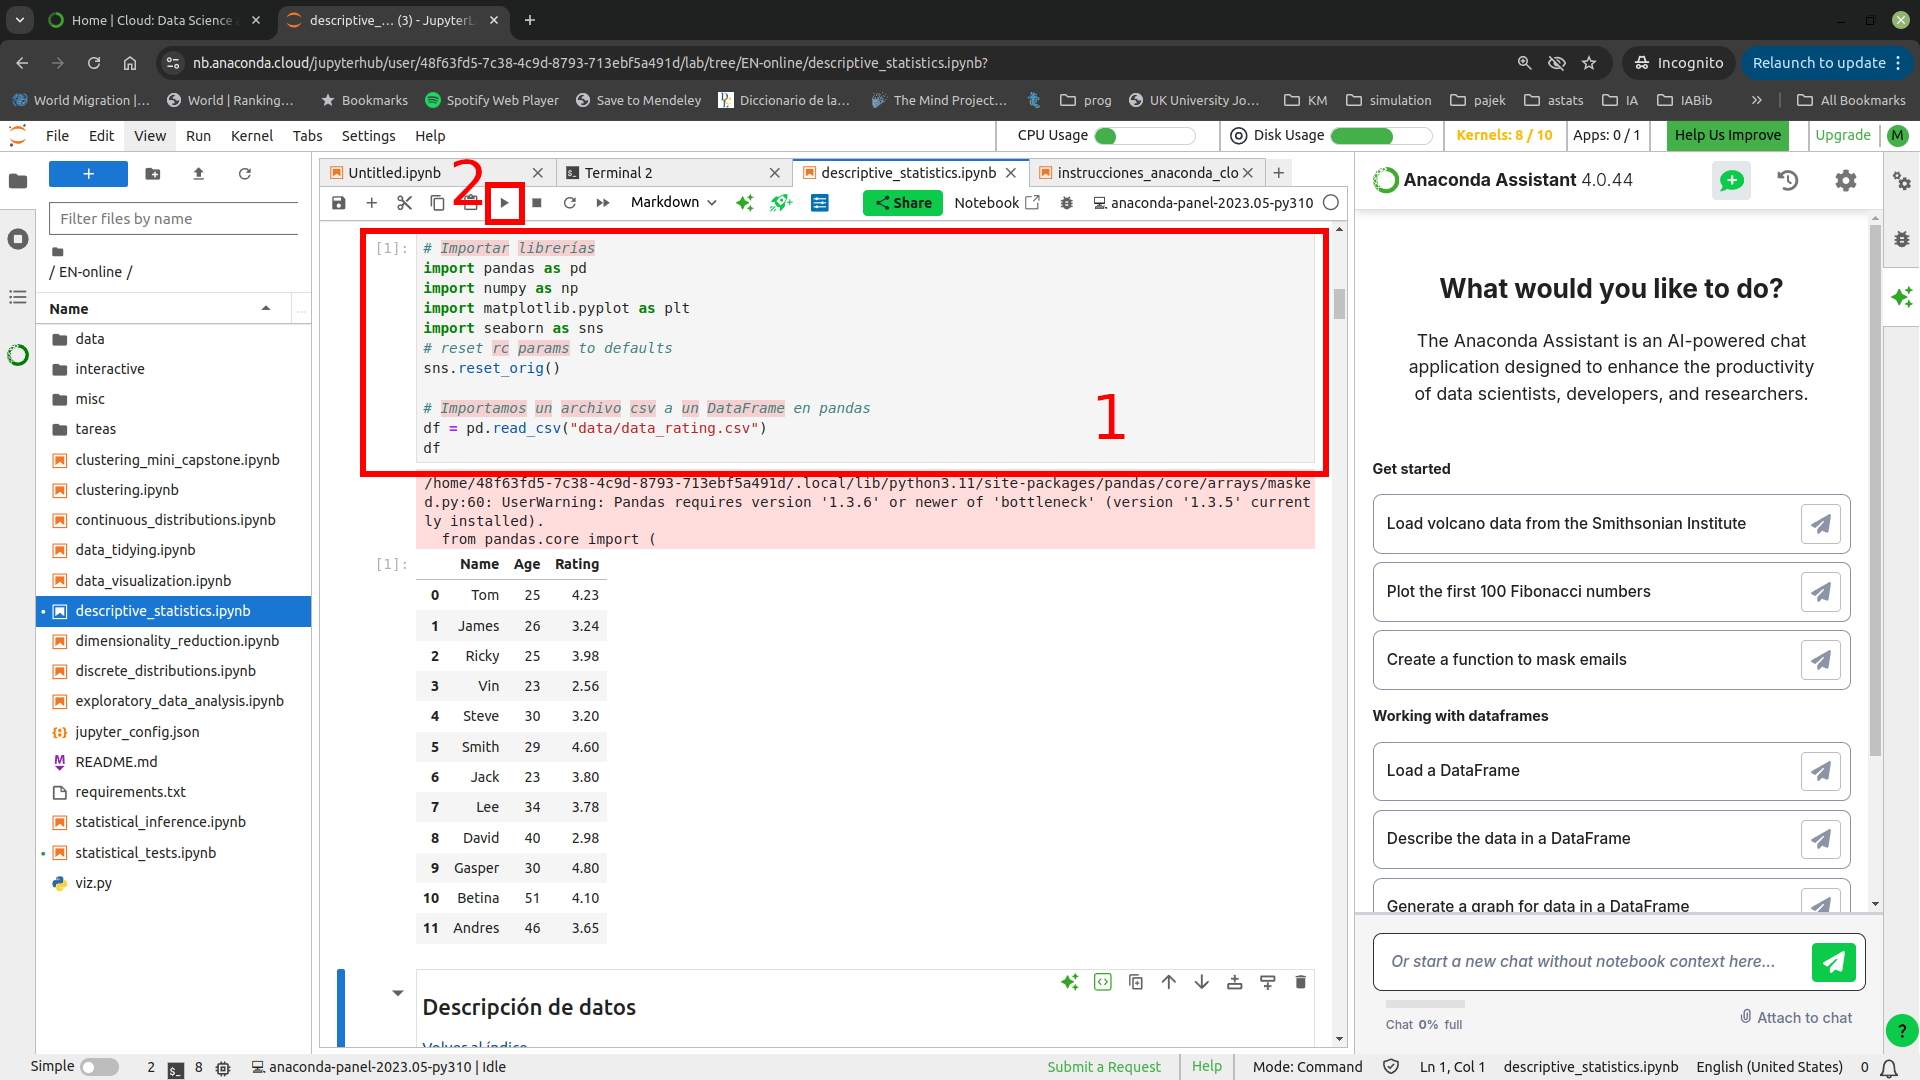 Home | Cloud: Data Science
descriptive_… (3) - JupyterL
nb.anaconda.cloud/jupyterhub/user/48f63fd5-7c38-4c9d-8793-713ebf5a491d/lab/tree/EN-online/descriptive_statistics.ipynb?
Incognito
Relaunch to update
World Migration |…
World | Ranking…
Bookmarks
Spotify Web Player
Save to Mendeley
Diccionario de la…
The Mind Project…
prog
UK University Jo…
KM
simulation
pajek
astats
IA
IABib
All Bookmarks
File Edit View Run Kernel Tabs Settings Help
CPU Usage
Disk Usage
Kernels: 8 / 10
Apps: 0 / 1
Help Us Improve
Upgrade
M
Filter files by name
/ EN-online /
Name
data
interactive
misc
tareas
clustering_mini_capstone.ipynb
clustering.ipynb
continuous_distributions.ipynb
data_tidying.ipynb
data_visualization.ipynb
descriptive_statistics.ipynb
dimensionality_reduction.ipynb
discrete_distributions.ipynb
exploratory_data_analysis.ipynb
jupyter_config.json
README.md
requirements.txt
statistical_inference.ipynb
statistical_tests.ipynb
viz.py
Untitled.ipynb
Terminal 2
descriptive_statistics.ipynb
instrucciones_anaconda_clo
2
Markdown
Share
Notebook
anaconda-panel-2023.05-py310
[1]:
# Importar librerías
import pandas as pd
import numpy as np
import matplotlib.pyplot as plt
import seaborn as sns
# reset rc params to defaults
sns.reset_orig()
# Importamos un archivo csv a un DataFrame en pandas
df = pd.read_csv("data/data_rating.csv")
df
1
/home/48f63fd5-7c38-4c9d-8793-713ebf5a491d/.local/lib/python3.11/site-packages/pandas/core/arrays/maske
d.py:60: UserWarning: Pandas requires version '1.3.6' or newer of 'bottleneck' (version '1.3.5' current
ly installed).
from pandas.core import (
[1]:
Name Age Rating
0 Tom 25 4.23
1 James 26 3.24
2 Ricky 25 3.98
3 Vin 23 2.56
4 Steve 30 3.20
5 Smith 29 4.60
6 Jack 23 3.80
7 Lee 34 3.78
8 David 40 2.98
9 Gasper 30 4.80
10 Betina 51 4.10
11 Andres 46 3.65
Descripción de datos
Volver al índice
Anaconda Assistant 4.0.44
What would you like to do?
The Anaconda Assistant is an AI-powered chat
application designed to enhance the productivity
of data scientists, developers, and researchers.
Get started
Load volcano data from the Smithsonian Institute
Plot the first 100 Fibonacci numbers
Create a function to mask emails
Working with dataframes
Load a DataFrame
Describe the data in a DataFrame
Generate a graph for data in a DataFrame
Or start a new chat without notebook context here...
Chat 0% full
Attach to chat
?
Simple
2
8
anaconda-panel-2023.05-py310 | Idle
Submit a Request
Help
Mode: Command
Ln 1, Col 1
descriptive_statistics.ipynb
English (United States)
0